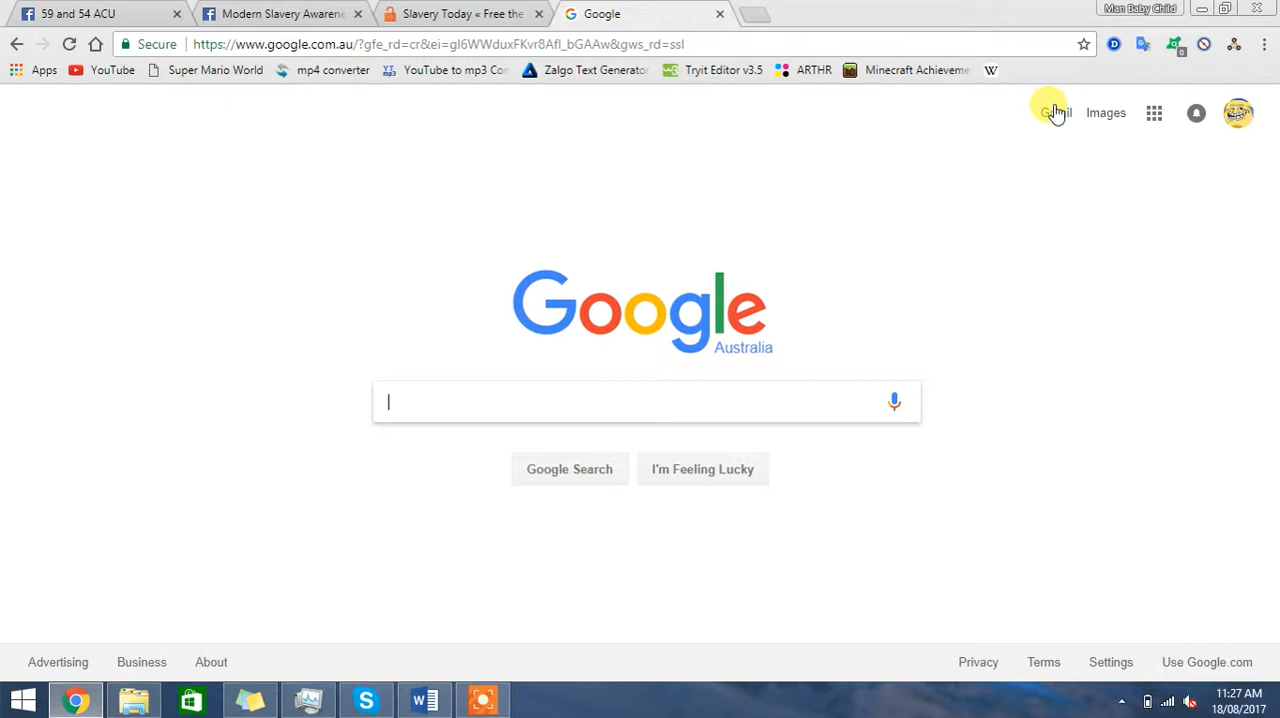 59 and 54 ACU
Modern Slavery Awarene
Slavery Today « Free the
Google
Man Baby Child
Secure
https://www.google.com.au/?gfe_rd=cr&ei=gl6WWduxFKvr8AfI_bGAAw&gws_rd=ssl
Apps
YouTube
Super Mario World
mp4 converter
YouTube to mp3 Con
Zalgo Text Generator
Tryit Editor v3.5
ARTHR
Minecraft Achieveme
W
Images
Google
Australia
Google Search
I'm Feeling Lucky
Advertising
Business
About
Privacy
Terms
Settings
Use Google.com
11:27 AM
18/08/2017